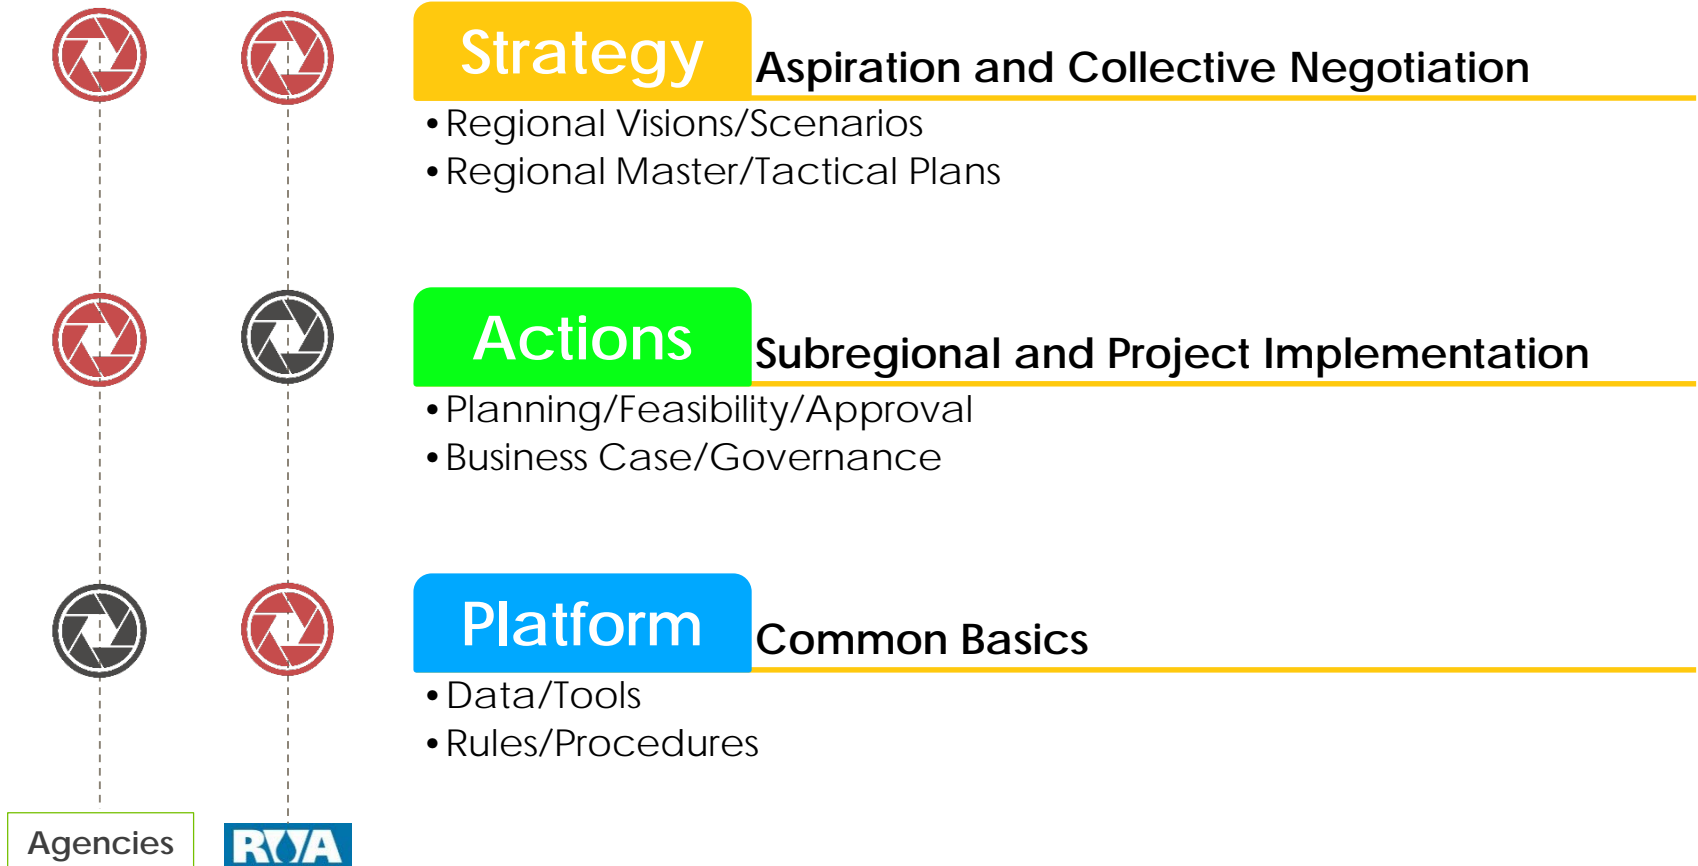 Strategy
Aspiration and Collective Negotiation
•Regional Visions/Scenarios
•Regional Master/Tactical Plans
Actions
Subregional and Project Implementation
•Planning/Feasibility/Approval
•Business Case/Governance
Platform
Common Basics
•Data/Tools
•Rules/Procedures
Agencies
RWA